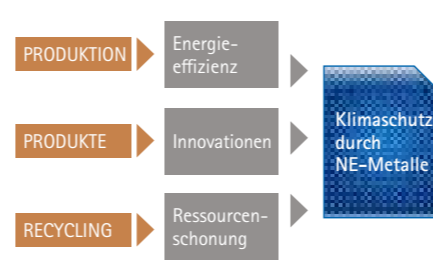 PRODUKTION
Energie-
effizienz
PRODUKTE
Innovationen
Klimaschutz
durch
NE-Metalle
RECYCLING
Ressourcen-
schonung